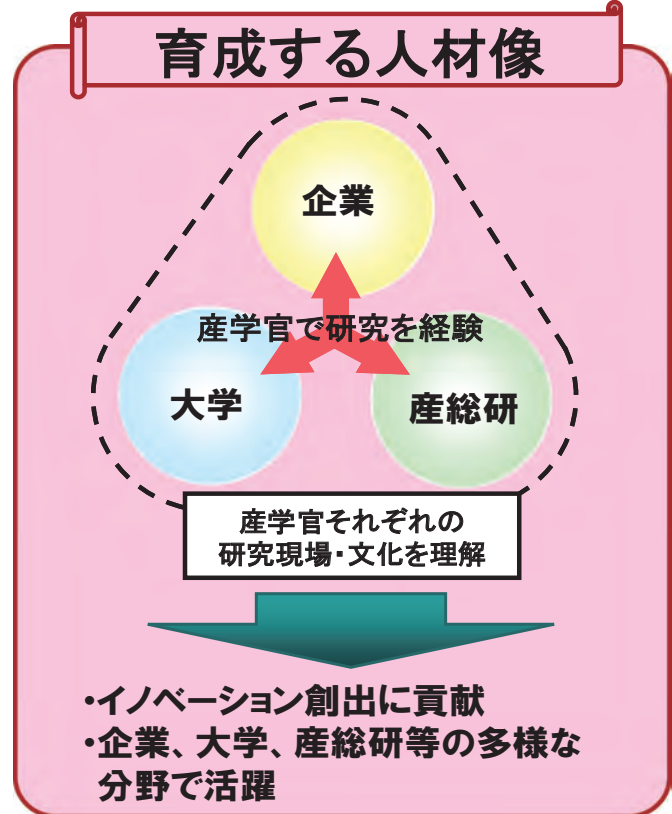 育成する人材像
企業
産学官で研究を経験
大学
産総研
産学官それぞれの
研究現場・文化を理解
・イノベーション創出に貢献
・企業、大学、産総研等の多様な
分野で活躍